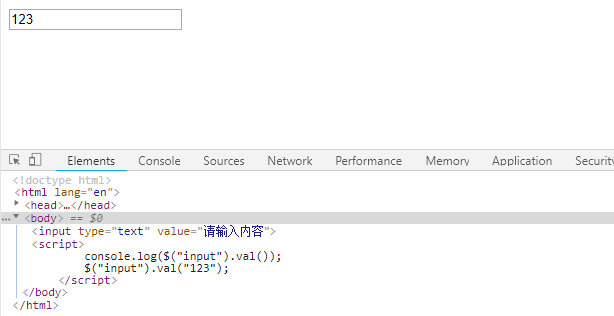 123
Elements Console Sources Network Performance Memory Application Security
<!doctype html>
<html lang="en">
<head>…</head>
… <body> == $0
<input type="text" value="请输入内容">
<script>
console.log($("input").val());
$("input").val("123");
</script>
</body>
</html>